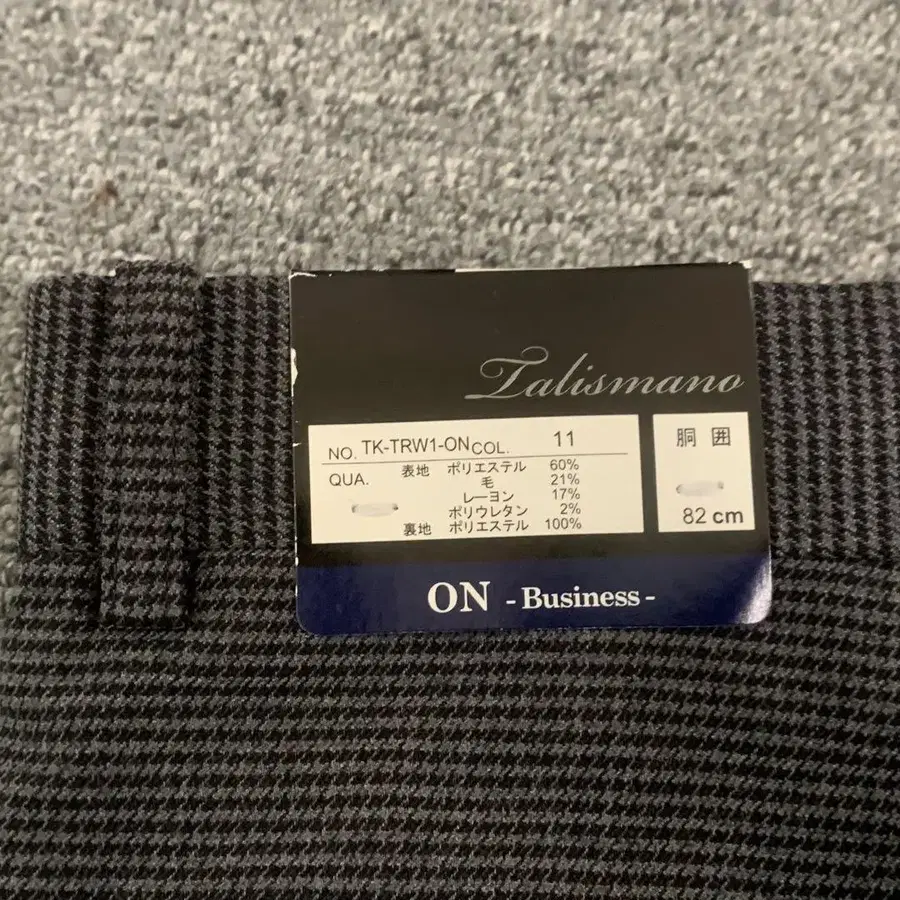 Talismano
NO. TK-TRW1-ON COL. 11
QUA. 表地 ポリエステル 60%
毛 21%
レーヨン 17%
ポリウレタン 2%
裏地 ポリエステル 100%
胴囲
82 cm
ON - Business -